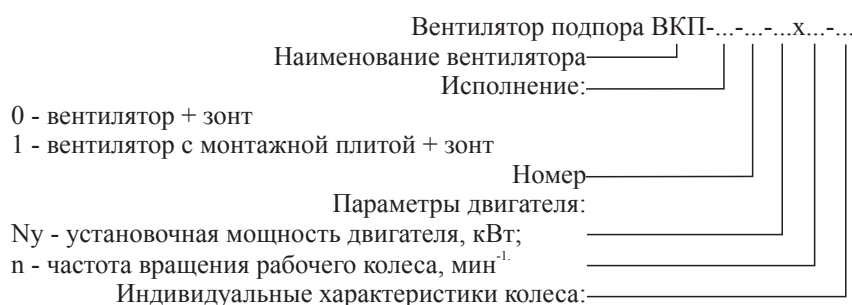 Вентилятор подпора ВКП-...-...-...х...-...
Наименование вентилятора
Исполнение:
0 - вентилятор + зонт
1 - вентилятор с монтажной плитой + зонт
Номер
Параметры двигателя:
Ny - установочная мощность двигателя, кВт;
n - частота вращения рабочего колеса, мин⁻¹·
Индивидуальные характеристики колеса: